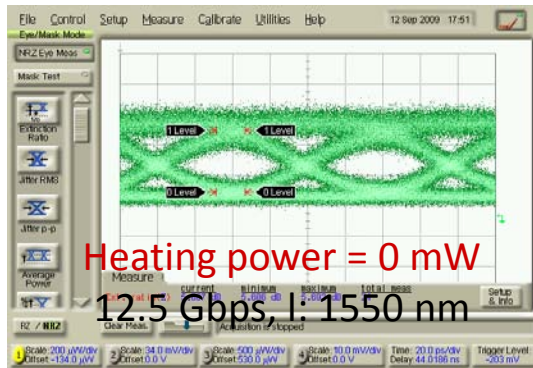 File Control Setup Measure Calibrate Utilities Help 12 Sep 2009 17:51
Eye/Mask Mode
NRZ Eye Meas
Mask Test
Extinction
Ratio
Jitter RMS
Jitter p-p
Average
Power
1 Level 1 Level
0 Level 0 Level
Heating power = 0 mW
Measure
current minimum maximum total meas
Setup
& Info
12.5 Gbps, l: 1550 nm
RZ / NRZ
Clear Meas. Acquisition is stopped
1 Scale: 200 µW/div 2 Scale: 34.0 mV/div 3 Scale: 500 µW/div 4 Scale: 10.0 mV/div Time: 20.0 ps/div Trigger Level:
Offset: -134.0 µW Offset: 0.0 V Offset: 530.0 µW Offset: 0.0 V Delay: 44.0186 ns -203 mV